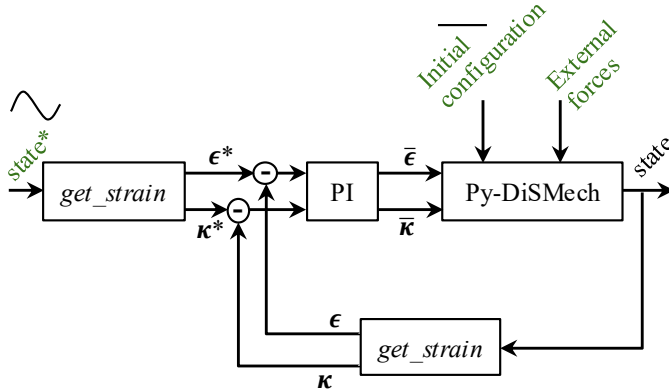 Initial
configuration
External
forces
state*
get_strain
ϵ*
κ*
-
-
PI
ϵ̄
κ̄
Py-DiSMech
state
ϵ
κ
get_strain